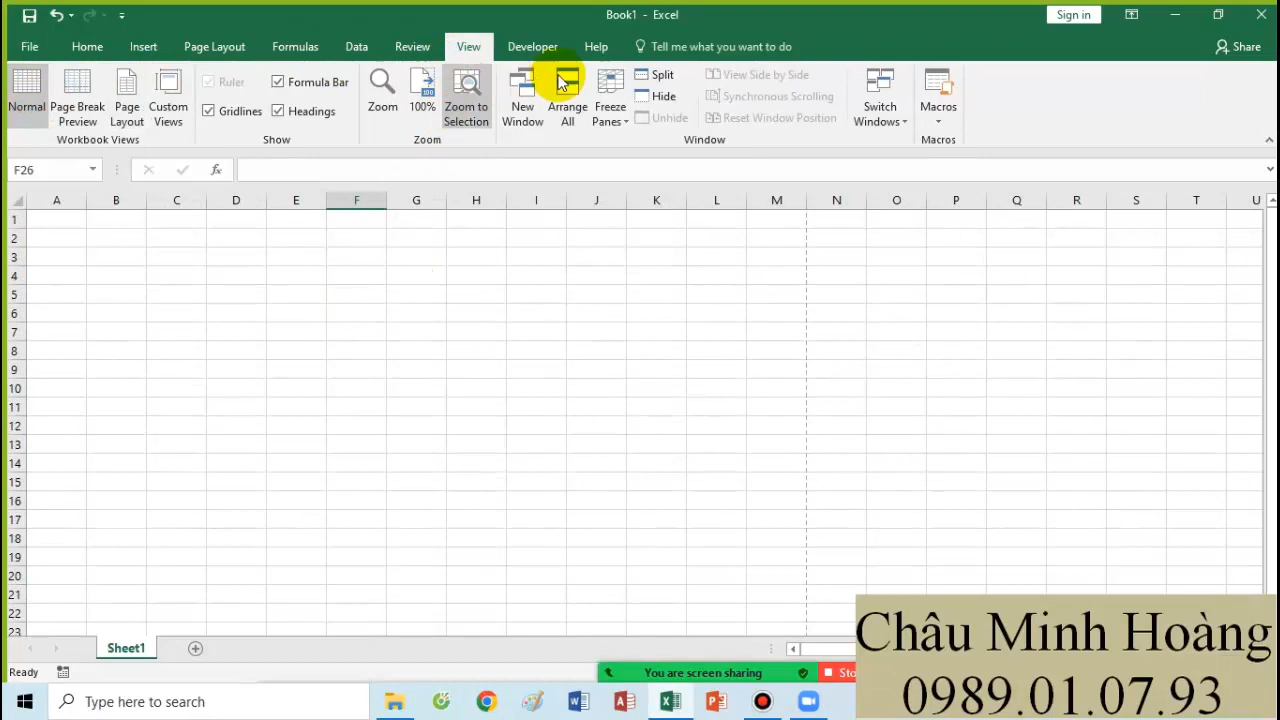 Book1 - Excel
Sign in
File Home Insert Page Layout Formulas Data Review View Developer Help Tell me what you want to do Share
Normal
Page Break
Preview
Page
Layout
Custom
Views
Ruler
Formula Bar
Gridlines
Headings
Zoom
100%
Zoom to
Selection
New
Window
Arrange
All
Freeze
Panes
Split
Hide
Unhide
View Side by Side
Synchronous Scrolling
Reset Window Position
Switch
Windows
Macros
Workbook Views Show Zoom Window Macros
F26
fx
A B C D E F G H I J K L M N O P Q R S T U
1
2
3
4
5
6
7
8
9
10
11
12
13
14
15
16
17
18
19
20
21
22
23
Sheet1
Ready
You are screen sharing
Châu Minh Hoàng
0989.01.07.93
Type here to search